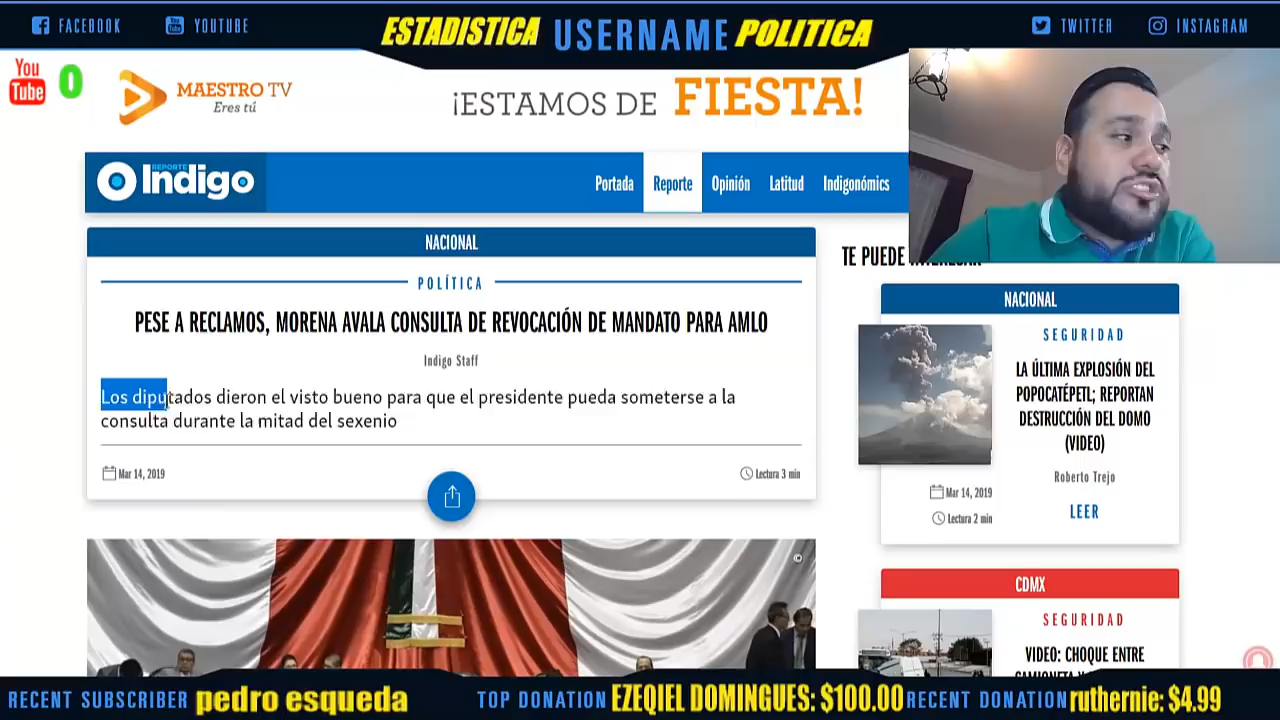 FACEBOOK
YOUTUBE
ESTADISTICA USERNAME POLITICA
TWITTER
INSTAGRAM
You
Tube
0
MAESTRO TV
Eres tú
¡ESTAMOS DE FIESTA!
REPORTE
Indigo
Portada
Reporte
Opinión
Latitud
Indigonómics
NACIONAL
POLÍTICA
PESE A RECLAMOS, MORENA AVALA CONSULTA DE REVOCACIÓN DE MANDATO PARA AMLO
Indigo Staff
Los diputados dieron el visto bueno para que el presidente pueda someterse a la
consulta durante la mitad del sexenio
Mar 14, 2019
Lectura 3 min
©
TE PUEDE
NACIONAL
SEGURIDAD
LA ÚLTIMA EXPLOSIÓN DEL
POPOCATÉPETL; REPORTAN
DESTRUCCIÓN DEL DOMO
(VIDEO)
Roberto Trejo
Mar 14, 2019
Lectura 2 min
LEER
CDMX
SEGURIDAD
VIDEO: CHOQUE ENTRE
RECENT SUBSCRIBER pedro esqueda
TOP DONATION EZEQIEL DOMINGUES: $100.00
RECENT DONATION ruthernie: $4.99